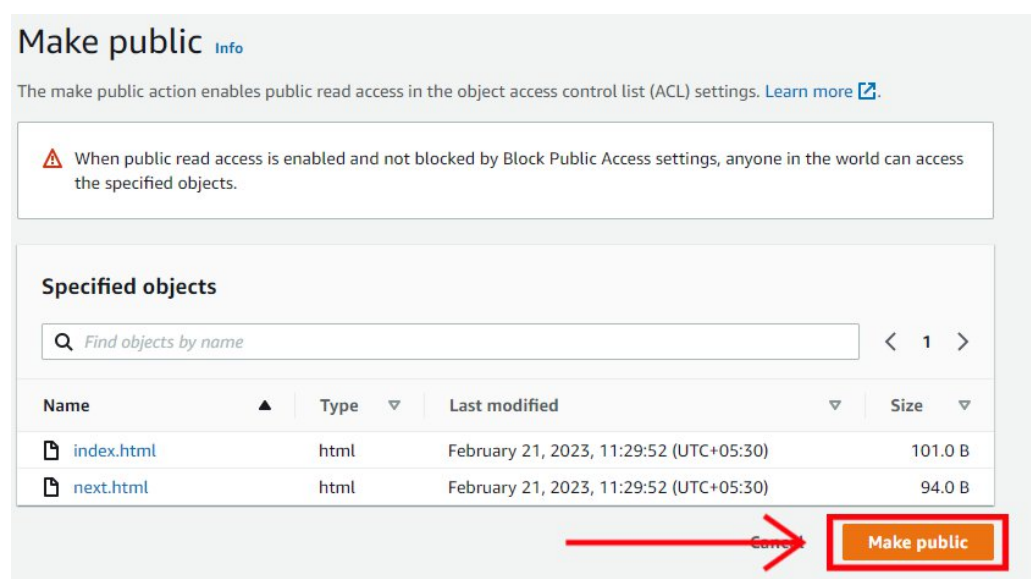 Make public Info
The make public action enables public read access in the object access control list (ACL) settings. Learn more.
When public read access is enabled and not blocked by Block Public Access settings, anyone in the world can access
the specified objects.
Specified objects
Find objects by name
1
Name Type Last modified Size
index.html html February 21, 2023, 11:29:52 (UTC+05:30) 101.0 B
next.html html February 21, 2023, 11:29:52 (UTC+05:30) 94.0 B
Cancel Make public